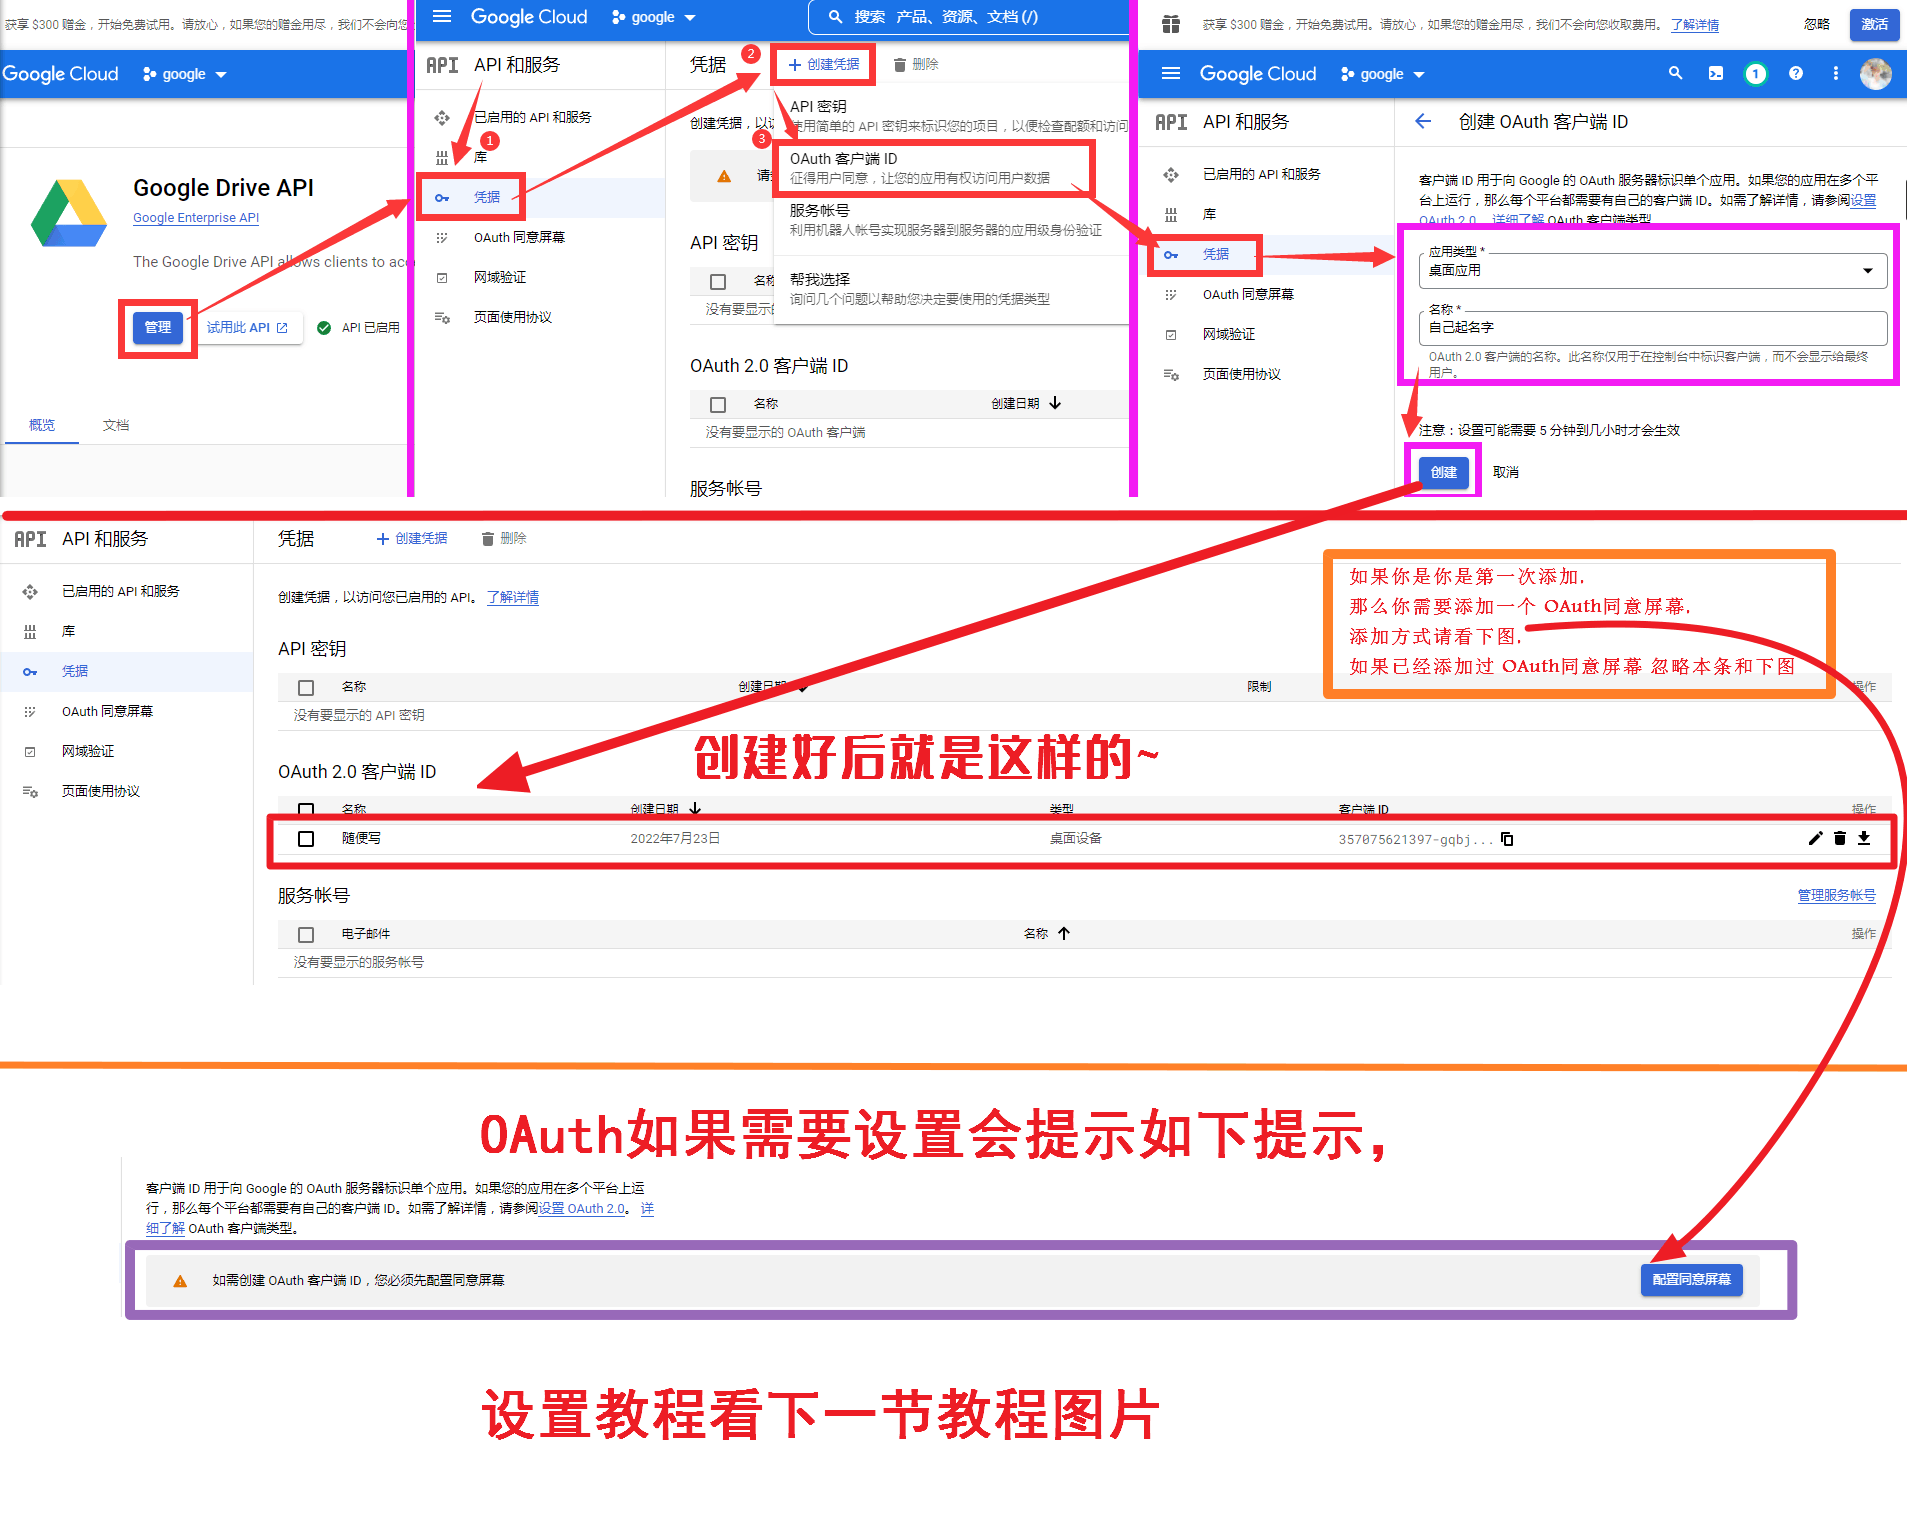 获享 $300 赠金，开始免费试用。请放心，如果您的赠金用尽，我们不会向您
Google Cloud
google
Google Drive API
Google Enterprise API
The Google Drive API allows clients to acc
管理
试用此 API
API 已启用
概览
文档
Google Cloud
google
搜索 产品、资源、文档 (/)
API
API 和服务
已启用的 API 和服务
1
库
凭据
OAuth 同意屏幕
网域验证
页面使用协议
凭据
2
创建凭据
删除
创建凭据，以访
API 密钥
使用简单的 API 密钥来标识您的项目，以便检查配额和访问
3
OAuth 客户端 ID
征得用户同意，让您的应用有权访问用户数据
服务帐号
利用机器人帐号实现服务器到服务器的应用级身份验证
帮我选择
询问几个问题以帮助您决定要使用的凭据类型
API 密钥
名称
没有要显示的
OAuth 2.0 客户端 ID
名称
创建日期
没有要显示的 OAuth 客户端
服务帐号
获享 $300 赠金，开始免费试用。请放心，如果您的赠金用尽，我们不会向您收取费用。 了解详情
忽略
激活
Google Cloud
google
1
API
API 和服务
已启用的 API 和服务
库
凭据
OAuth 同意屏幕
网域验证
页面使用协议
创建 OAuth 客户端 ID
客户端 ID 用于向 Google 的 OAuth 服务器标识单个应用。如果您的应用在多个平
台上运行，那么每个平台都需要有自己的客户端 ID。如需了解详情，请参阅设置
OAuth 2.0。 详细了解 OAuth 客户端类型
应用类型 *
桌面应用
名称 *
自己起名字
OAuth 2.0 客户端的名称。此名称仅用于在控制台中标识客户端，而不会显示给最终
用户。
注意：设置可能需要 5 分钟到几小时才会生效
创建
取消
API
API 和服务
已启用的 API 和服务
库
凭据
OAuth 同意屏幕
网域验证
页面使用协议
凭据
创建凭据
删除
创建凭据，以访问您已启用的 API。 了解详情
如果你是你是第一次添加.
那么你需要添加一个 OAuth同意屏幕.
添加方式请看下图.
如果已经添加过 OAuth同意屏幕 忽略本条和下图
API 密钥
名称
创建日期
限制
操作
没有要显示的 API 密钥
创建好后就是这样的~
OAuth 2.0 客户端 ID
名称
创建日期
类型
客户端 ID
操作
随便写
2022年7月23日
桌面设备
357075621397-gqbj...
服务帐号
管理服务帐号
电子邮件
名称
操作
没有要显示的服务帐号
OAuth如果需要设置会提示如下提示,
客户端 ID 用于向 Google 的 OAuth 服务器标识单个应用。如果您的应用在多个平台上运
行，那么每个平台都需要有自己的客户端 ID。如需了解详情，请参阅设置 OAuth 2.0。 详
细了解 OAuth 客户端类型。
如需创建 OAuth 客户端 ID，您必须先配置同意屏幕
配置同意屏幕
设置教程看下一节教程图片